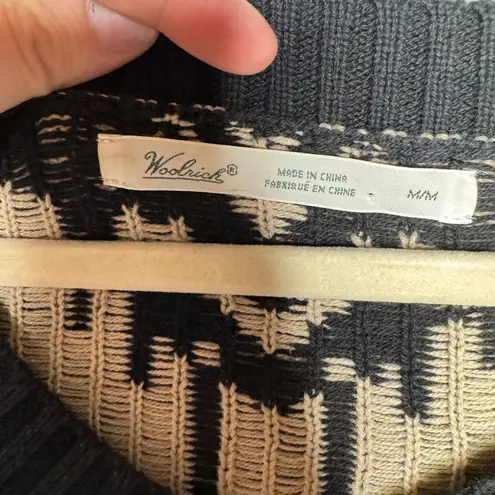 Woolrich®
MADE IN CHINA
FABRIQUÉ EN CHINE
M/M